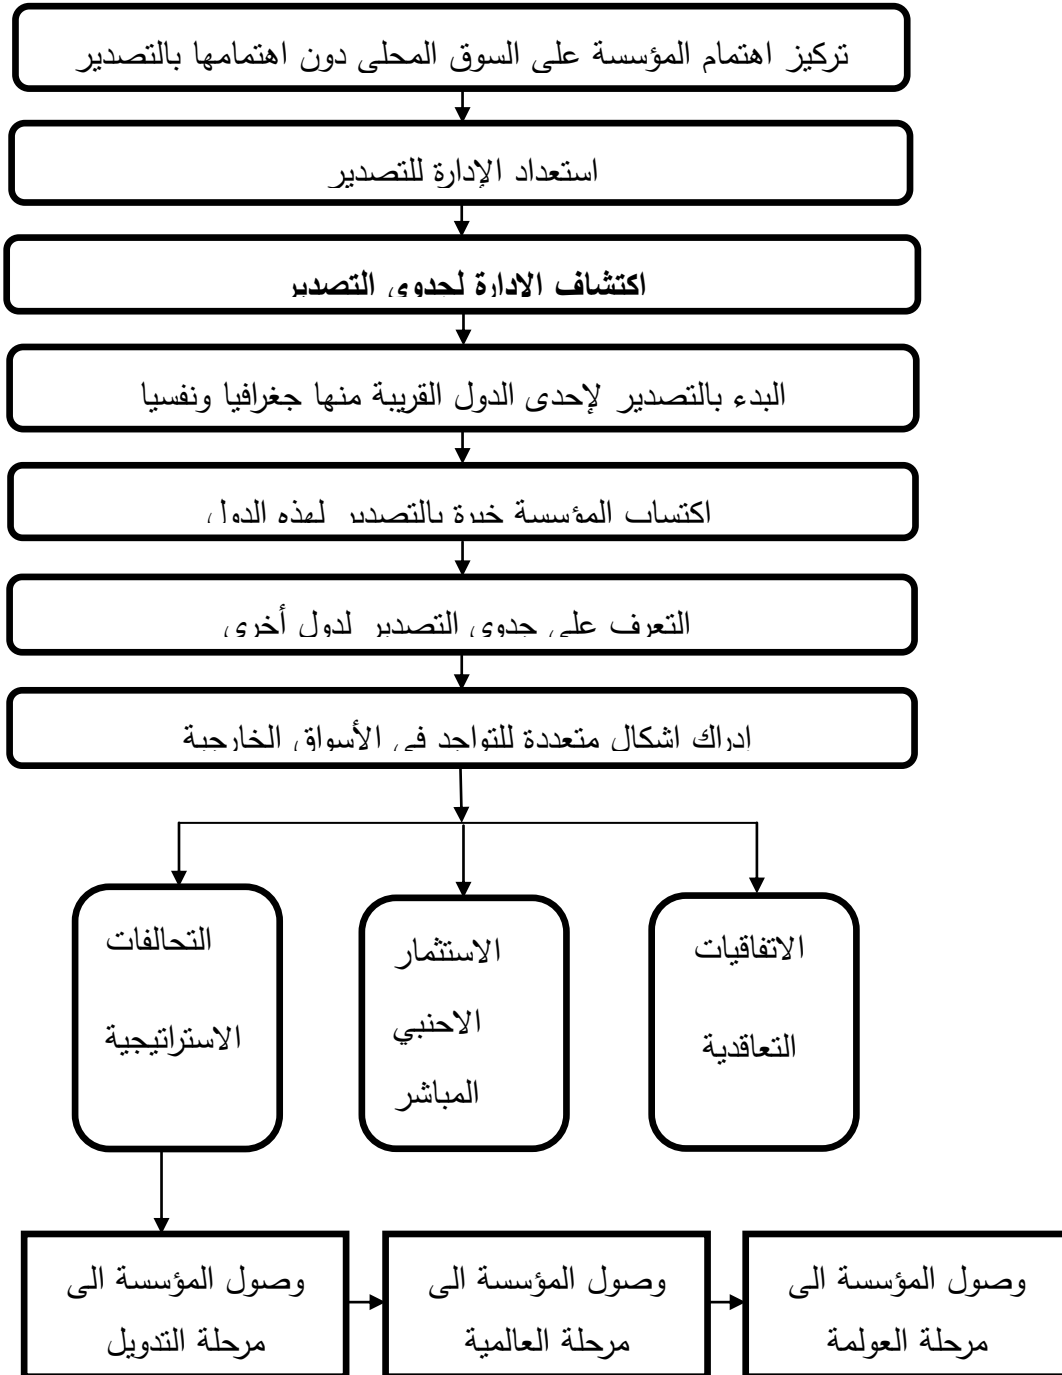 تركيز اهتمام المؤسسة على السوق المحلى دون اهتمامها بالتصدير
استعداد الإدارة للتصدير
اكتشاف الادارة لجدوى التصدير
البدء بالتصدير لإحدى الدول القريبة منها جغرافيا ونفسيا
اكتساب المؤسسة خبرة بالتصدير لهذه الدول
التعرف على جدوى التصدير لدول أخرى
إدراك اشكال متعددة للتواجد في الأسواق الخارجية
الاتفاقيات
التعاقدية
الاستثمار
الاجنبي
المباشر
التحالفات
الاستراتيجية
وصول المؤسسة الى
مرحلة التدويل
وصول المؤسسة الى
مرحلة العالمية
وصول المؤسسة الى
مرحلة العولمة